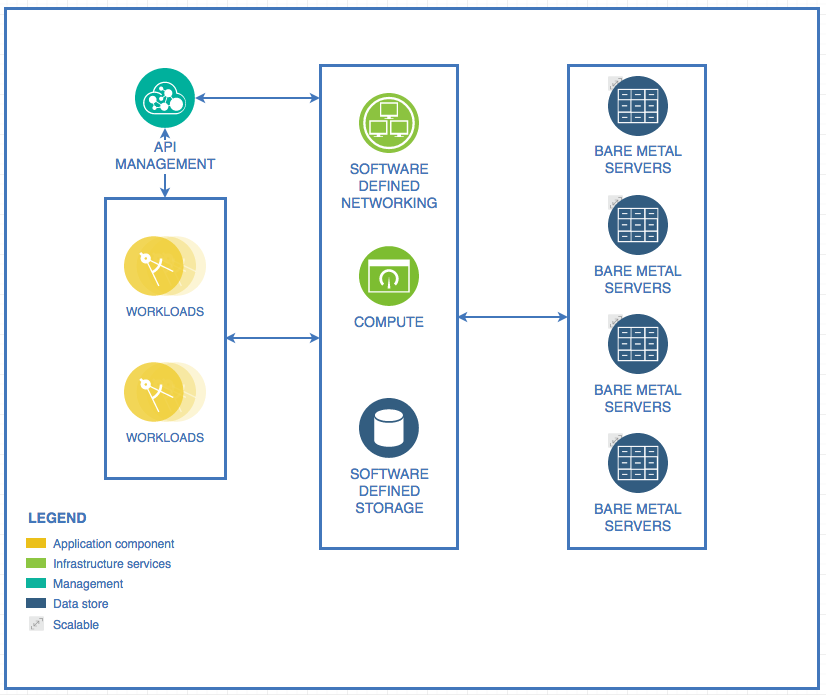 API
MANAGEMENT
WORKLOADS
WORKLOADS
SOFTWARE
DEFINED
NETWORKING
COMPUTE
SOFTWARE
DEFINED
STORAGE
BARE METAL
SERVERS
BARE METAL
SERVERS
BARE METAL
SERVERS
BARE METAL
SERVERS
LEGEND
Application component
Infrastructure services
Management
Data store
Scalable